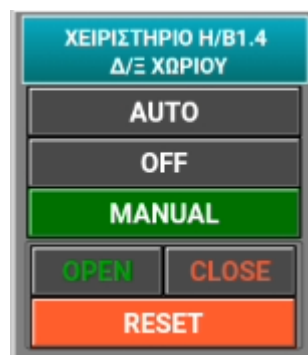 ΧΕΙΡΙΣΤΗΡΙΟ Η/Β1.4
Δ/Ξ ΧΩΡΙΟΥ
AUTO
OFF
MANUAL
OPEN CLOSE
RESET